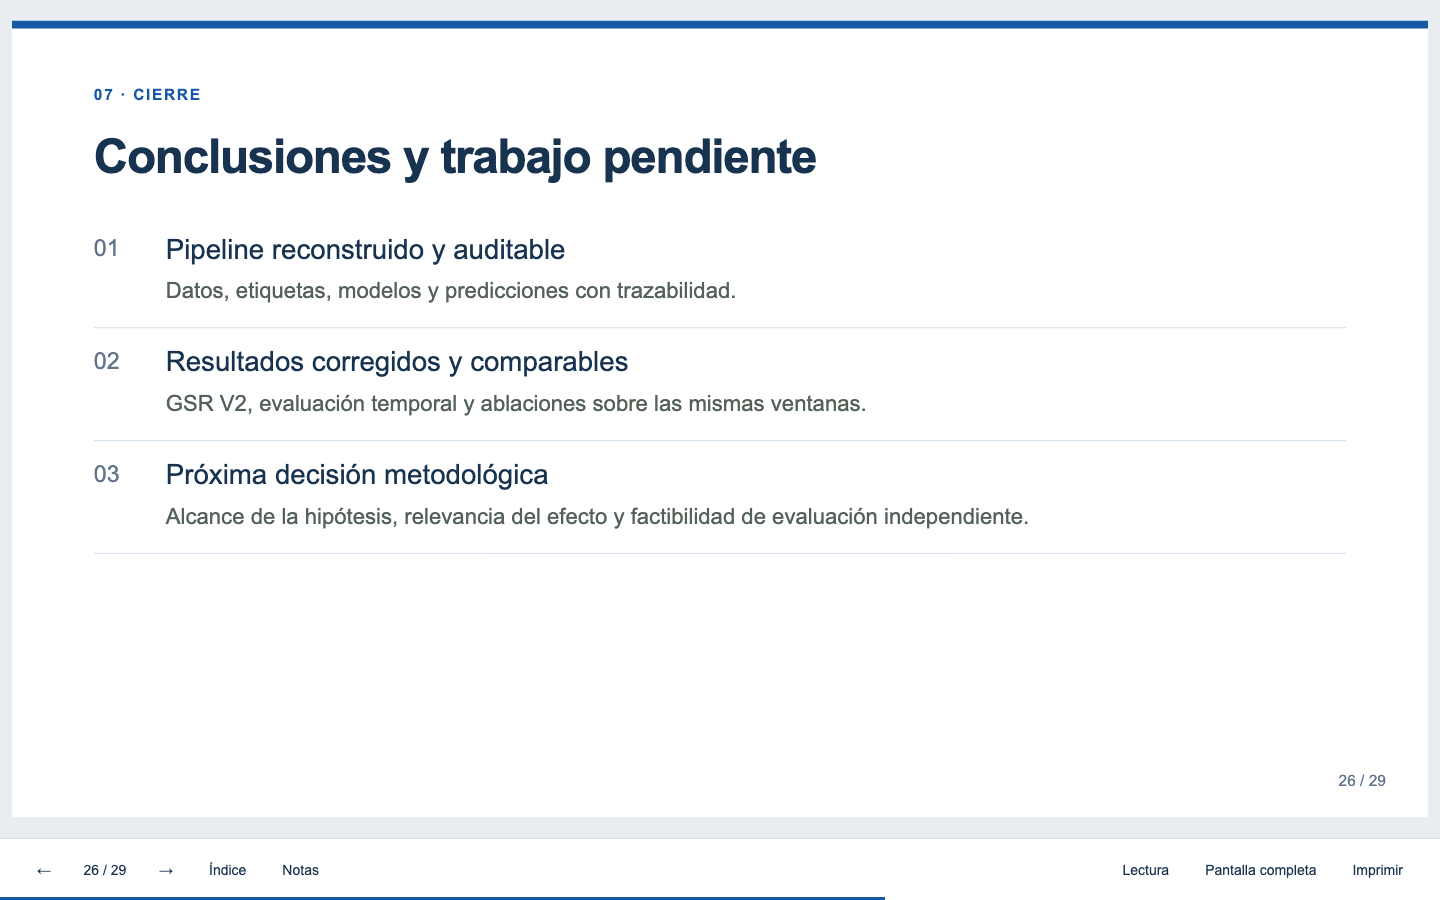 07 · CIERRE
Conclusiones y trabajo pendiente
01 Pipeline reconstruido y auditable
Datos, etiquetas, modelos y predicciones con trazabilidad.
02 Resultados corregidos y comparables
GSR V2, evaluación temporal y ablaciones sobre las mismas ventanas.
03 Próxima decisión metodológica
Alcance de la hipótesis, relevancia del efecto y factibilidad de evaluación independiente.
26 / 29
← 26 / 29 → Índice Notas Lectura Pantalla completa Imprimir